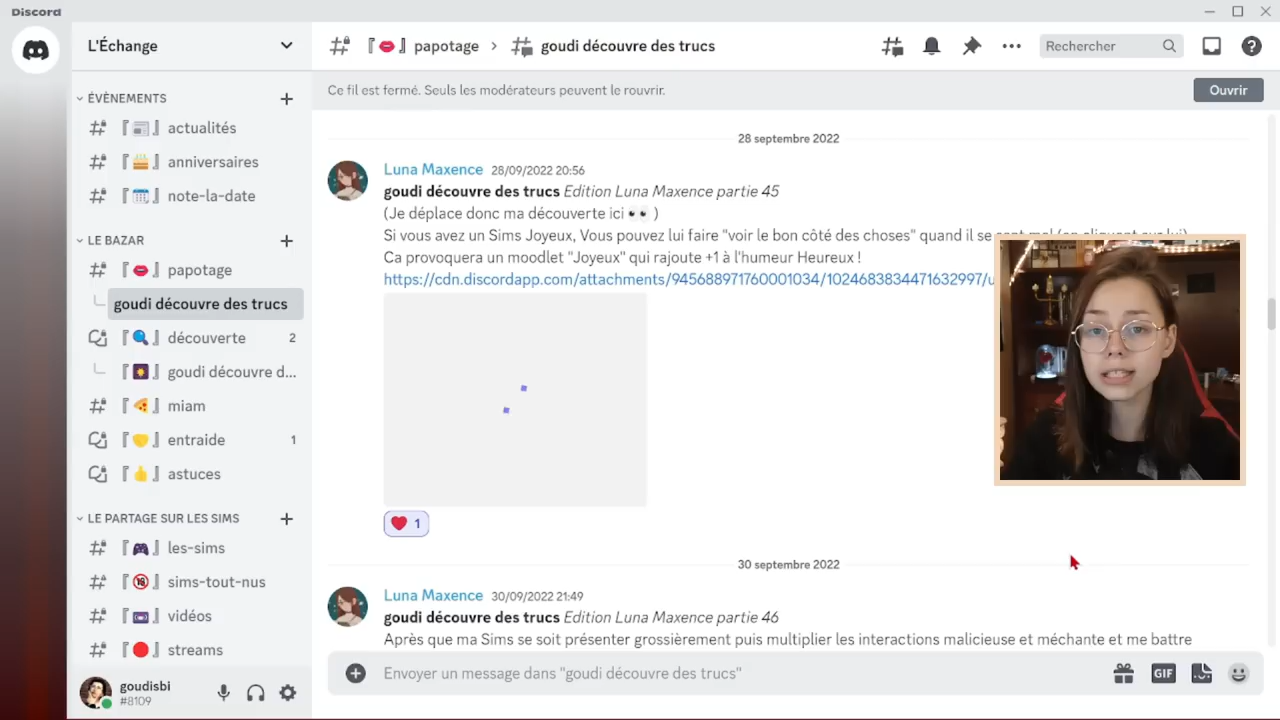 Discord
L'Échange
『👄』 papotage
goudi découvre des trucs
Rechercher
Ce fil est fermé. Seuls les modérateurs peuvent le rouvrir.
Ouvrir
ÉVÈNEMENTS
『📰』 actualités
『🎂』 anniversaires
『📅』 note-la-date
LE BAZAR
『👄』 papotage
goudi découvre des trucs
『🔍』 découverte 2
『🎴』 goudi découvre d...
『🍕』 miam
『🤝』 entraide 1
『👍』 astuces
LE PARTAGE SUR LES SIMS
『🎮』 les-sims
『🔞』 sims-tout-nus
『📼』 vidéos
『🔴』 streams
goudisbi
#8109
28 septembre 2022
Luna Maxence 28/09/2022 20:56
goudi découvre des trucs Edition Luna Maxence partie 45
(Je déplace donc ma découverte ici 👀 )
Si vous avez un Sims Joyeux, Vous pouvez lui faire "voir le bon côté des choses" quand il se
Ca provoquera un moodlet "Joyeux" qui rajoute +1 à l'humeur Heureux !
https://cdn.discordapp.com/attachments/945688971760001034/1024683834471632997/u
❤️ 1
30 septembre 2022
Luna Maxence 30/09/2022 21:49
goudi découvre des trucs Edition Luna Maxence partie 46
Après que ma Sims se soit présenter grossièrement puis multiplier les interactions malicieuse et méchante et me battre
Envoyer un message dans "goudi découvre des trucs"
GIF